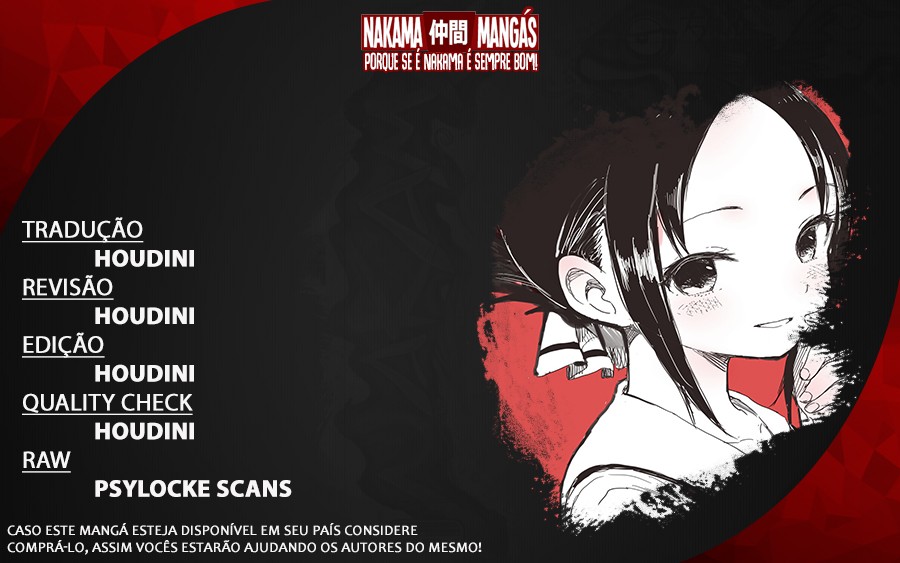 NAKAMA 仲間 MANGÁS
PORQUE SE É NAKAMA É SEMPRE BOM!
TRADUÇÃO
HOUDINI
REVISÃO
HOUDINI
EDIÇÃO
HOUDINI
QUALITY CHECK
HOUDINI
RAW
PSYLOCKE SCANS
CASO ESTE MANGÁ ESTEJA DISPONÍVEL EM SEU PAÍS CONSIDERE
COMPRÁ-LO, ASSIM VOCÊS ESTARÃO AJUDANDO OS AUTORES DO MESMO!